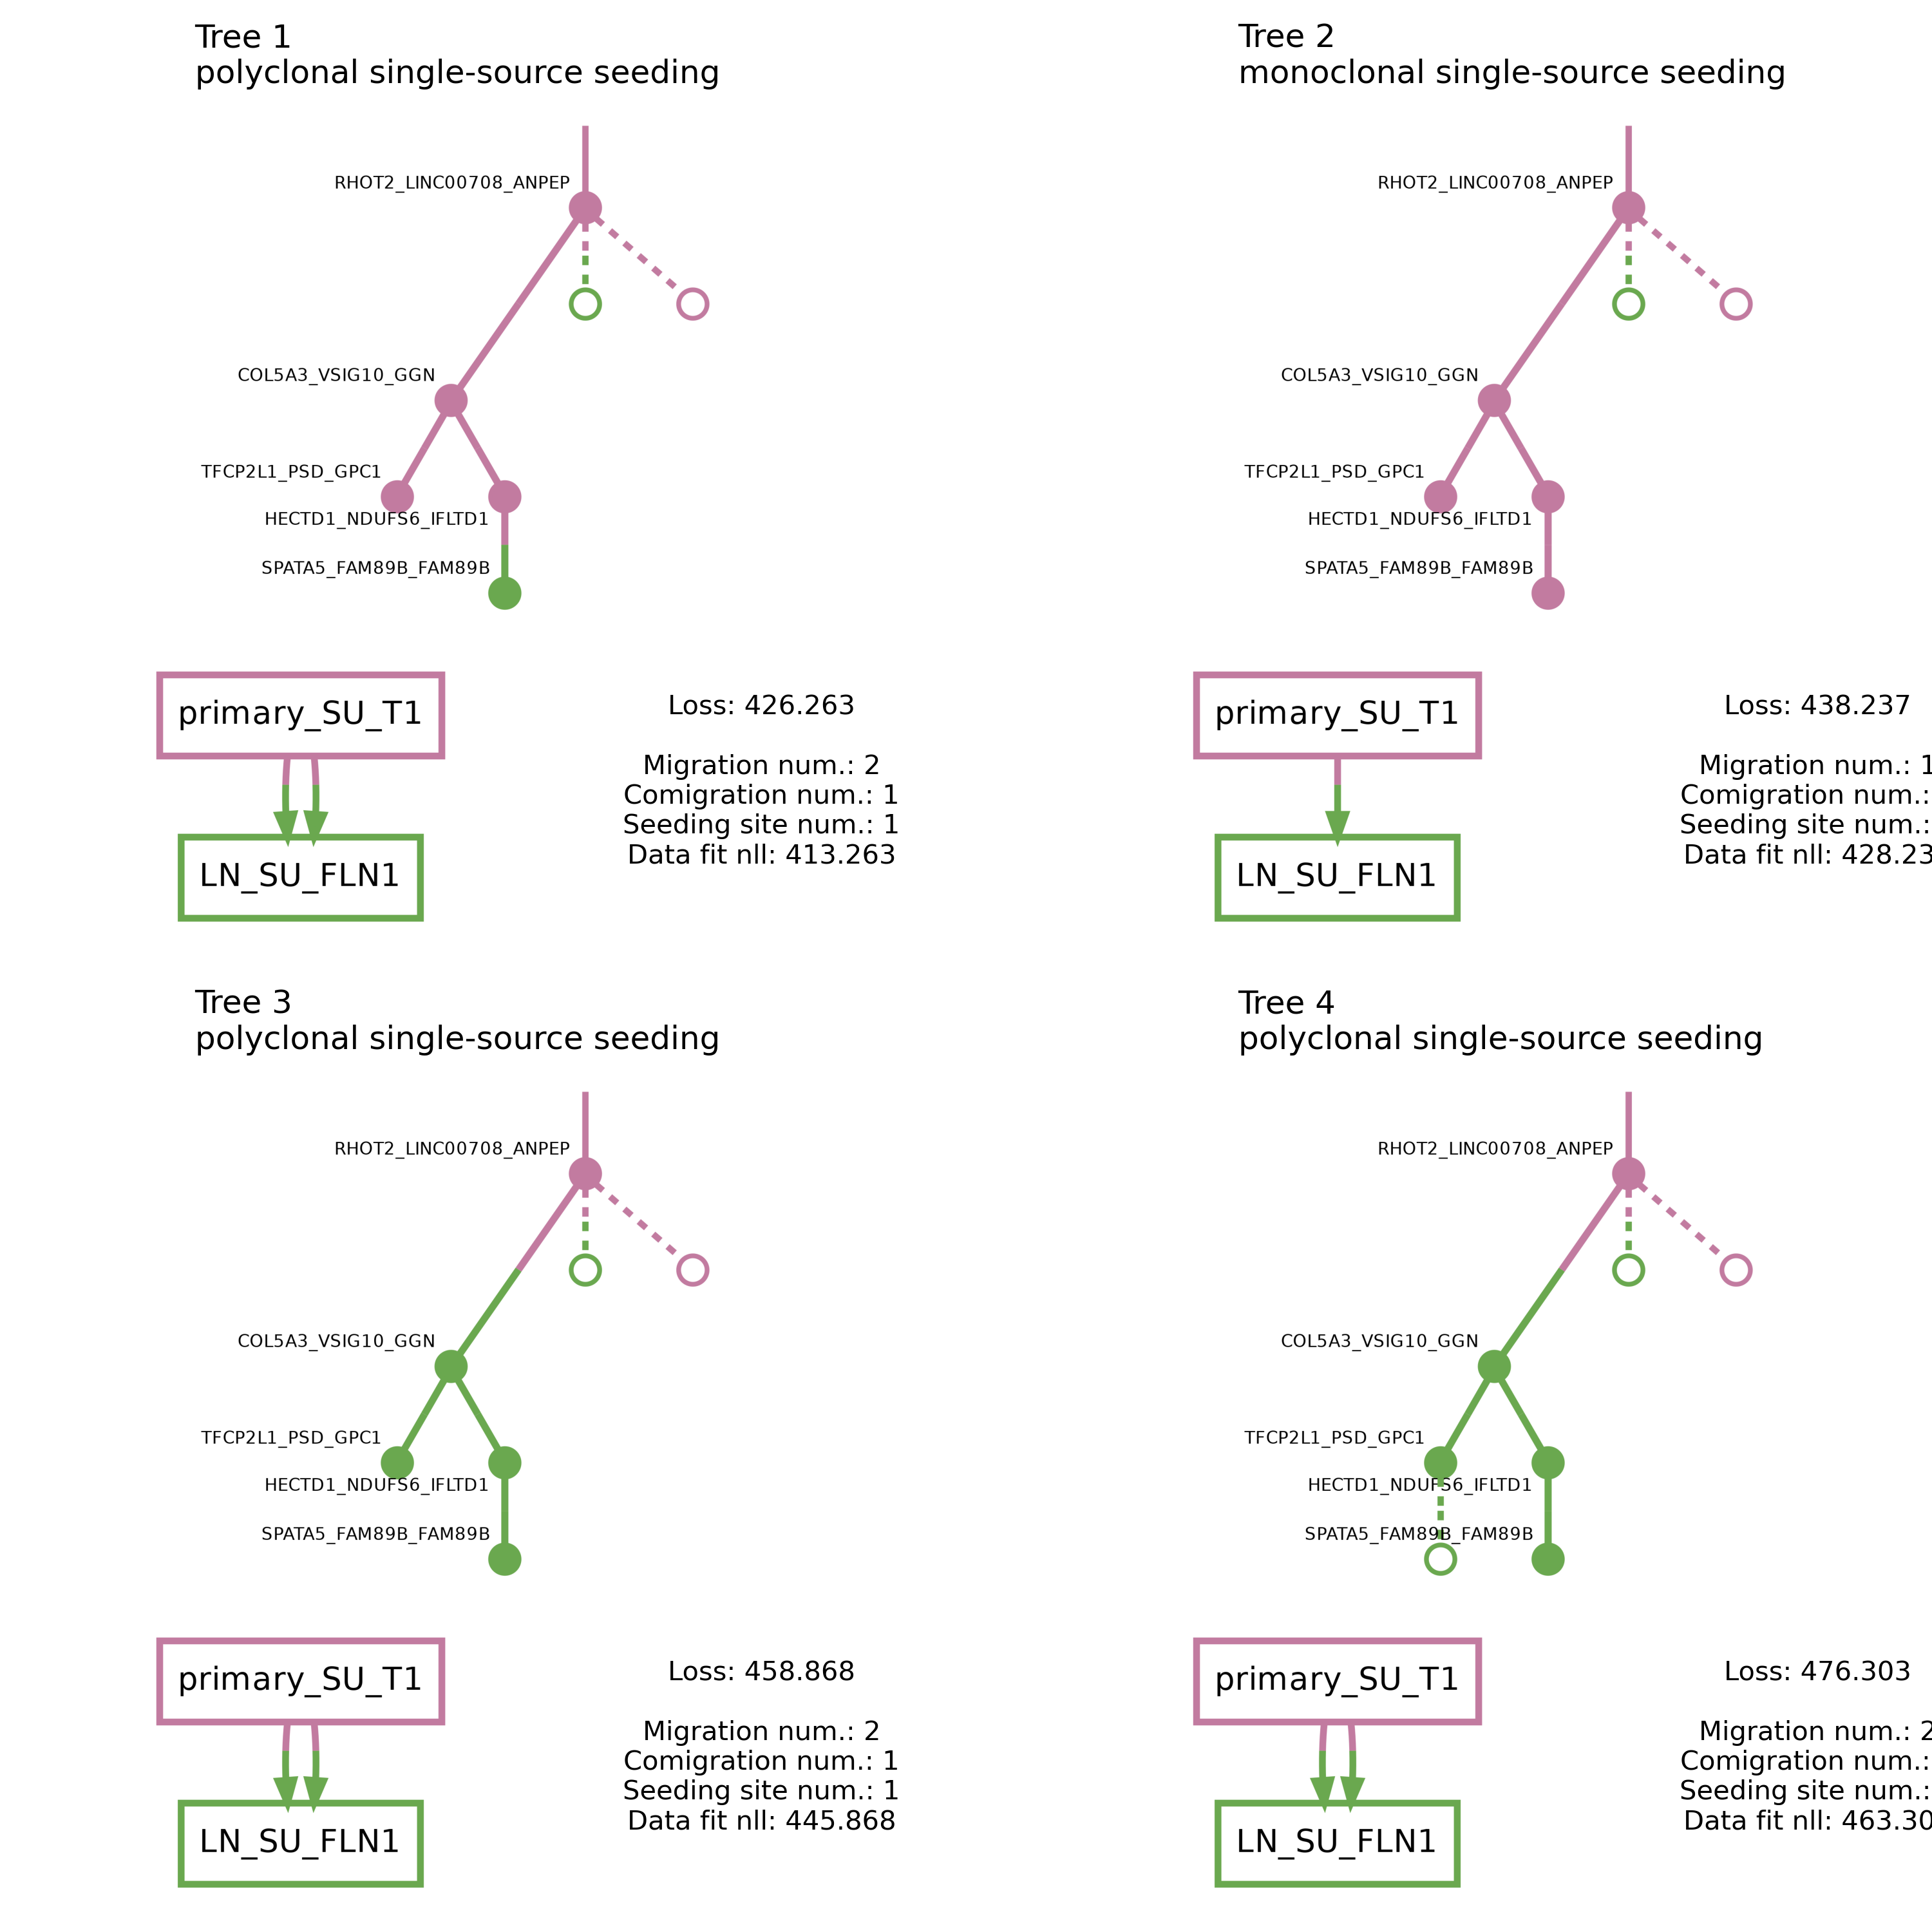 Tree 1
polyclonal single-source seeding
RHOT2_LINC00708_ANPEP
COL5A3_VSIG10_GGN
TFCP2L1_PSD_GPC1
HECTD1_NDUFS6_IFLTD1
SPATA5_FAM89B_FAM89B
primary_SU_T1
LN_SU_FLN1
Loss: 426.263
Migration num.: 2
Comigration num.: 1
Seeding site num.: 1
Data fit nll: 413.263
Tree 2
monoclonal single-source seeding
RHOT2_LINC00708_ANPEP
COL5A3_VSIG10_GGN
TFCP2L1_PSD_GPC1
HECTD1_NDUFS6_IFLTD1
SPATA5_FAM89B_FAM89B
primary_SU_T1
LN_SU_FLN1
Loss: 438.237
Migration num.: 1
Comigration num.:
Seeding site num.:
Data fit nll: 428.23
Tree 3
polyclonal single-source seeding
RHOT2_LINC00708_ANPEP
COL5A3_VSIG10_GGN
TFCP2L1_PSD_GPC1
HECTD1_NDUFS6_IFLTD1
SPATA5_FAM89B_FAM89B
primary_SU_T1
LN_SU_FLN1
Loss: 458.868
Migration num.: 2
Comigration num.: 1
Seeding site num.: 1
Data fit nll: 445.868
Tree 4
polyclonal single-source seeding
RHOT2_LINC00708_ANPEP
COL5A3_VSIG10_GGN
TFCP2L1_PSD_GPC1
HECTD1_NDUFS6_IFLTD1
SPATA5_FAM89B_FAM89B
primary_SU_T1
LN_SU_FLN1
Loss: 476.303
Migration num.: 2
Comigration num.:
Seeding site num.:
Data fit nll: 463.30